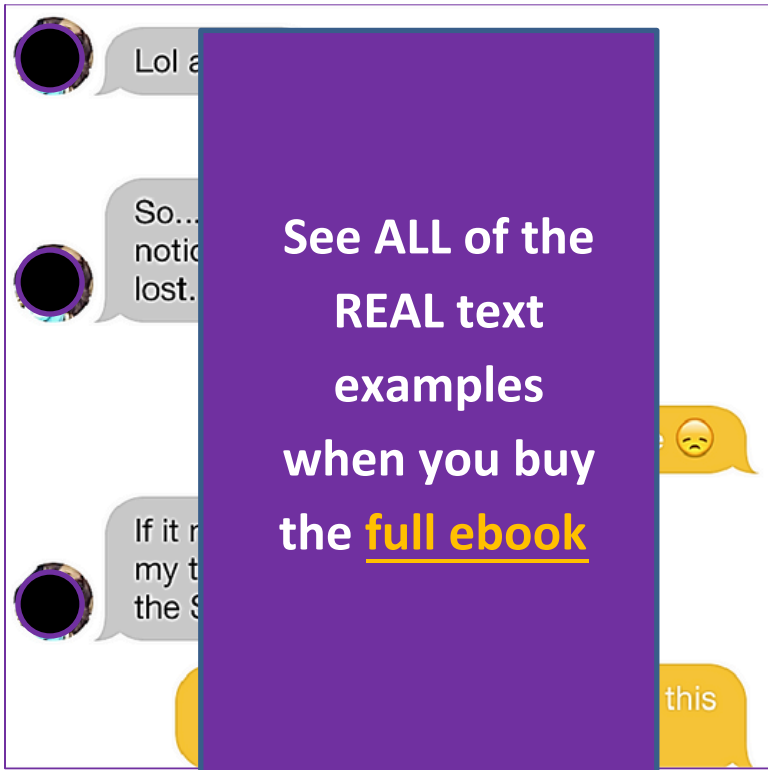 Lol
So...
lost.
If it
my
the
See ALL of the
REAL text
examples
when you buy
the full ebook
this